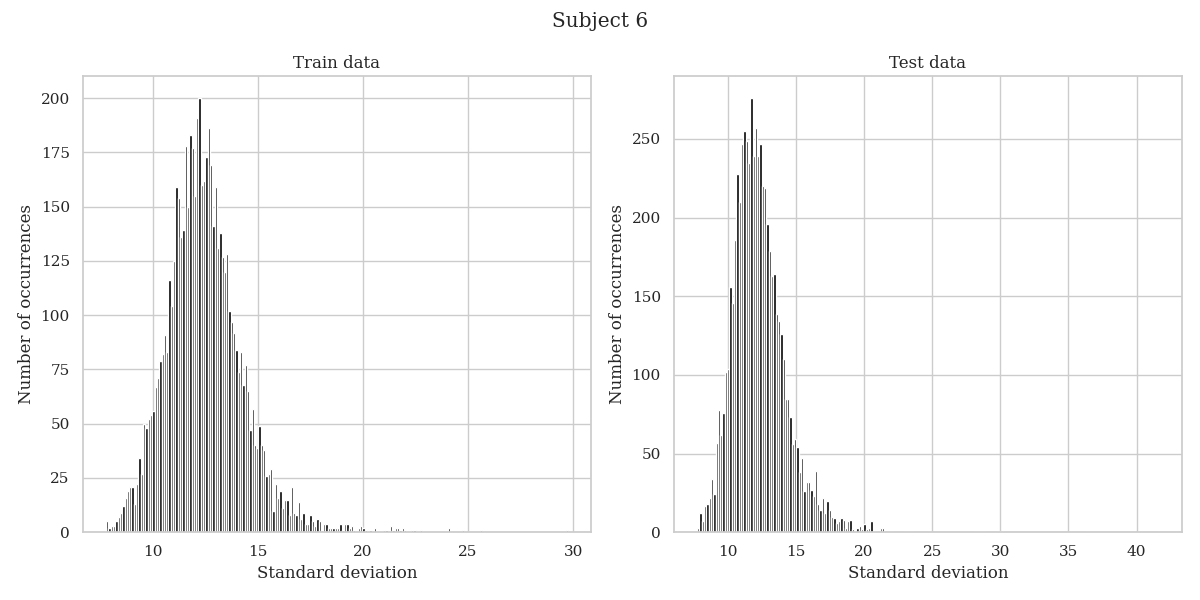 Subject 6
Train data
200
175
150
125
100
75
50
25
0
Number of occurrences
10 15 20 25 30
Standard deviation
Test data
250
200
150
100
50
0
Number of occurrences
10 15 20 25 30 35 40
Standard deviation